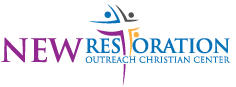 NEW RESTORATION
OUTREACH CHRISTIAN CENTER